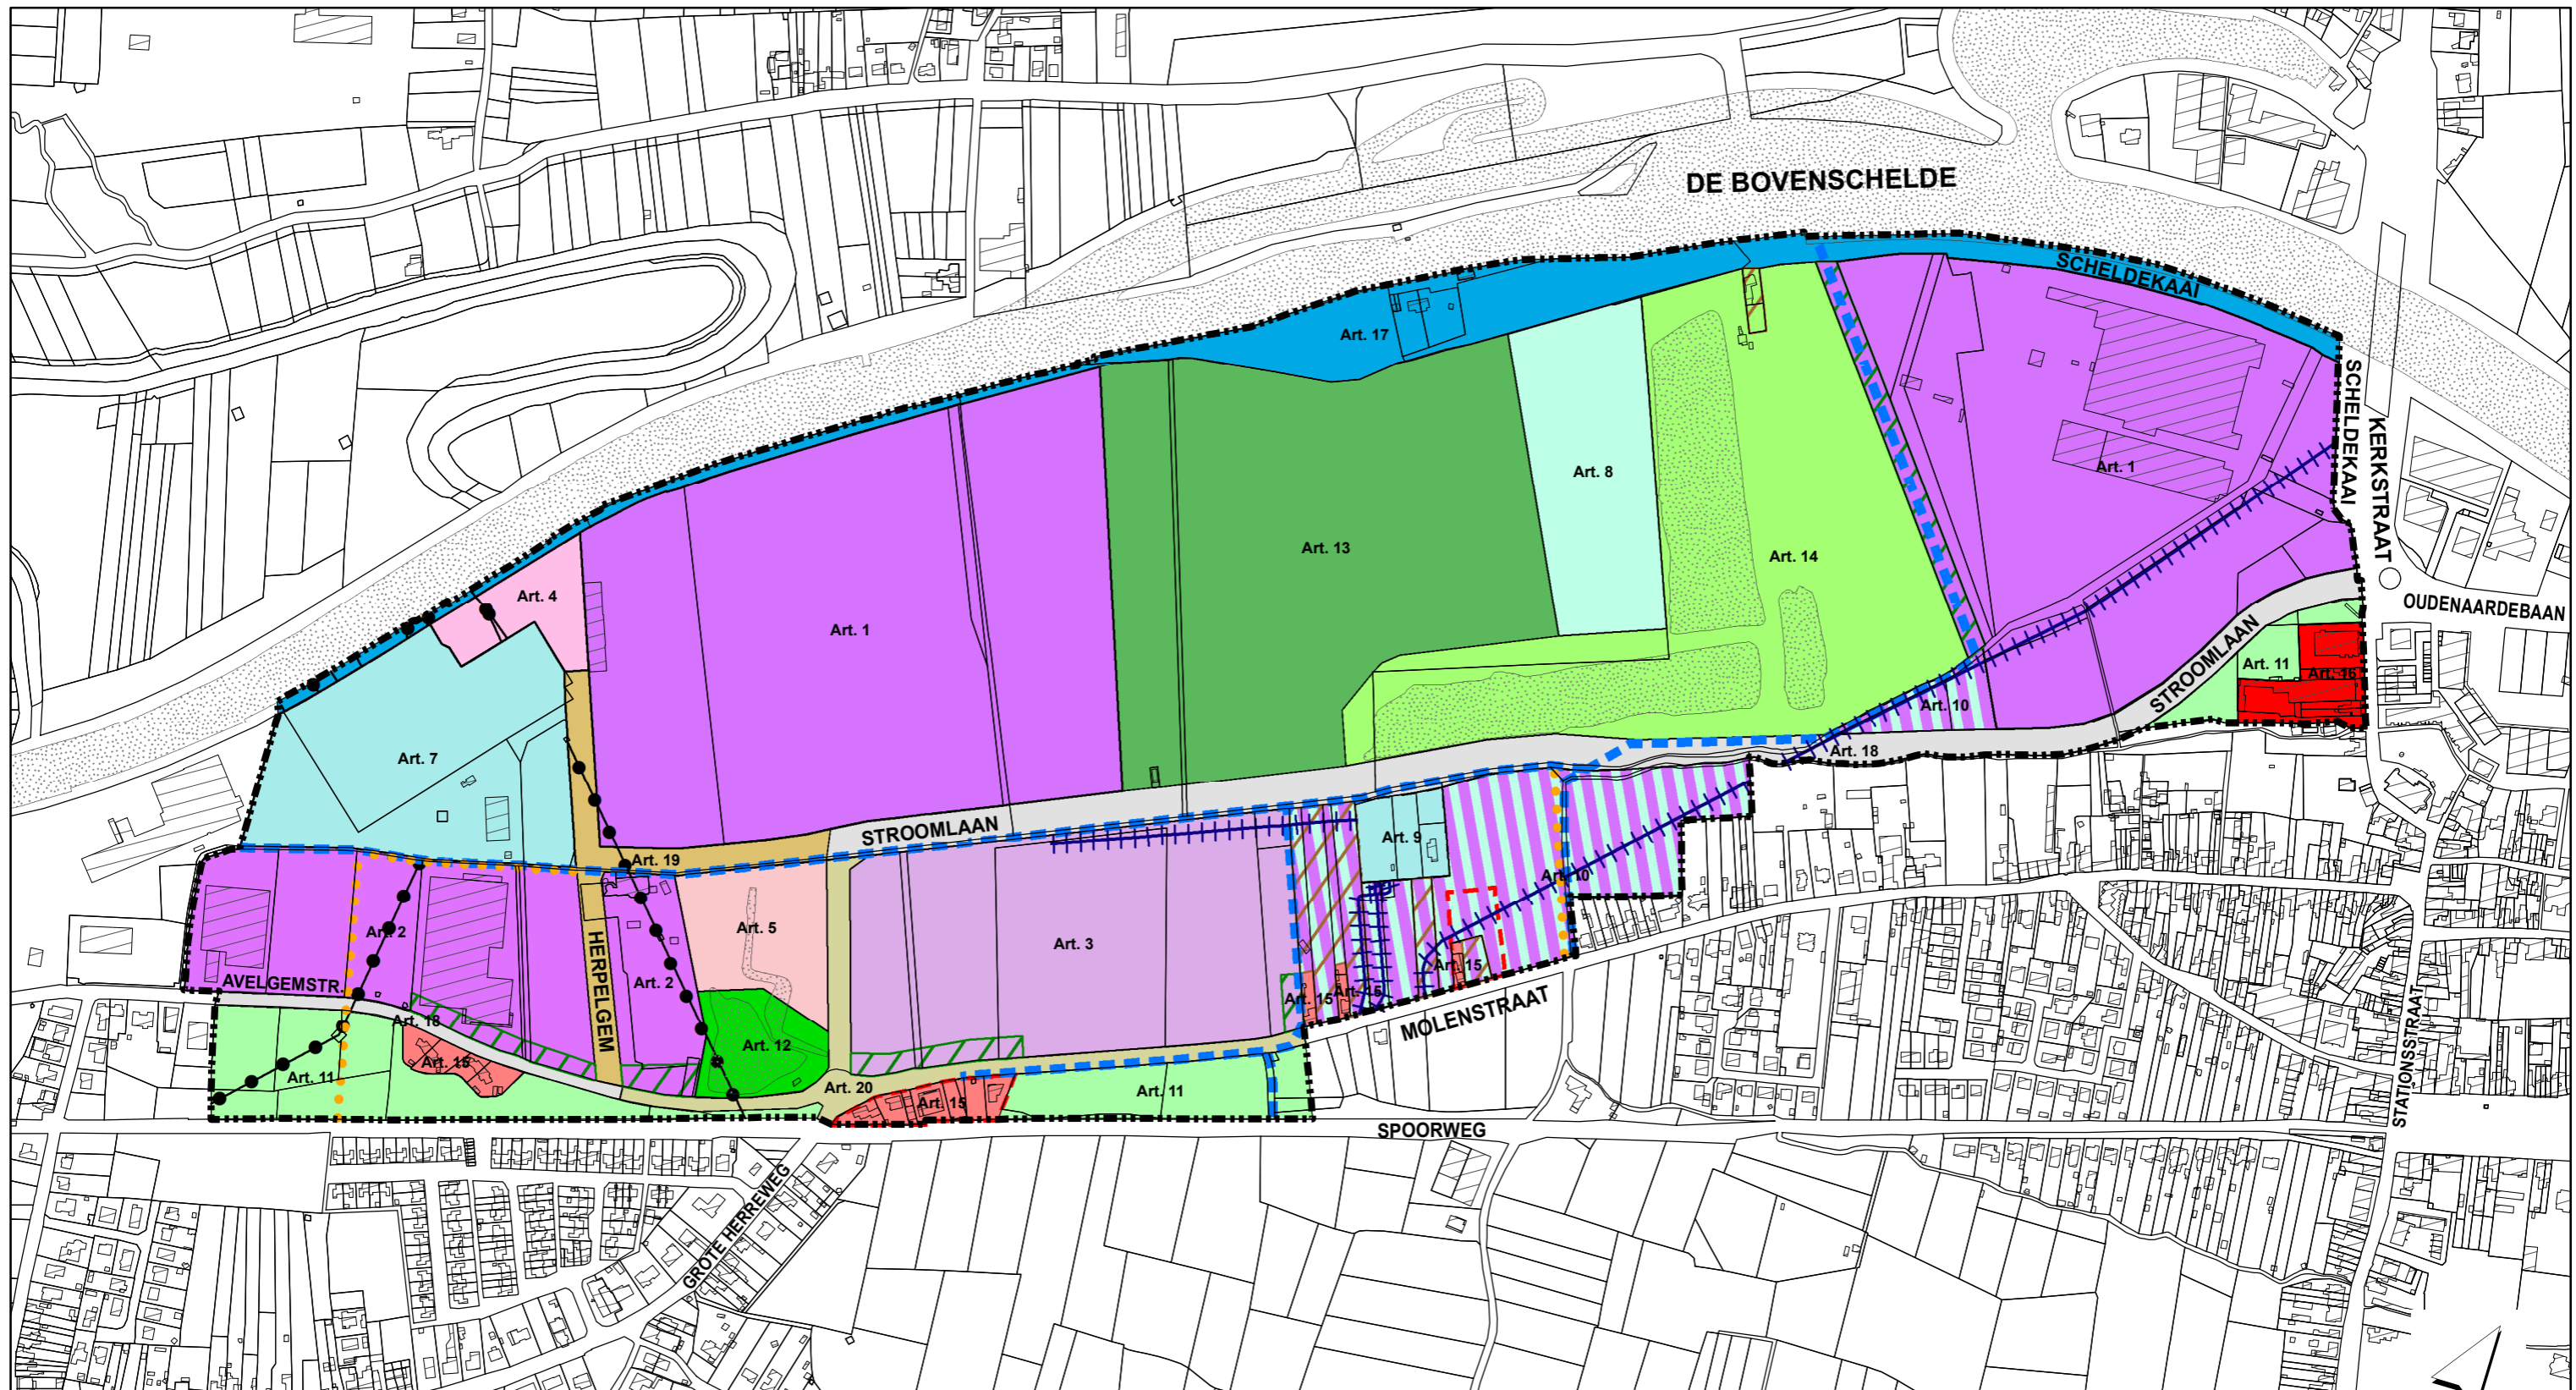 DE BOVENSCHELDE
SCHELDEKAAI
Art. 17
SCHELDEKAAI
KERKSTRAAT
Art. 8
Art. 1
Art. 13
Art. 14
Art. 4
OUDENAARDEBAAN
Art. 1
STROOMLAAN
Art. 11
Art. 16
Art. 10
Art. 7
Art. 18
STROOMLAAN
Art. 9
Art. 19
Art. 10
Art. 2
HERPELGEM
Art. 5
Art. 3
Art. 15
AVELGEMSTR.
Art. 2
Art. 15
Art. 15
MOLENSTRAAT
Art. 18
Art. 12
STATIONSSTRAAT
Art. 15
Art. 11
Art. 20
Art. 15
Art. 11
SPOORWEG
GROTE HERREWEG